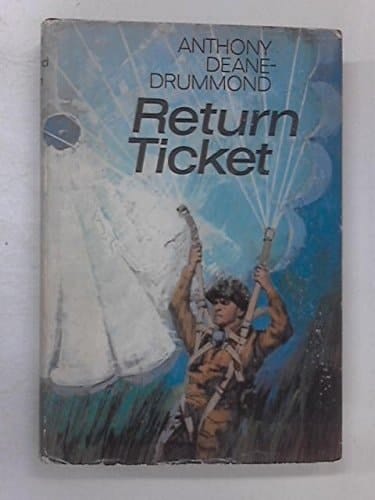 ANTHONY
DEANE-
DRUMMOND
Return
Ticket